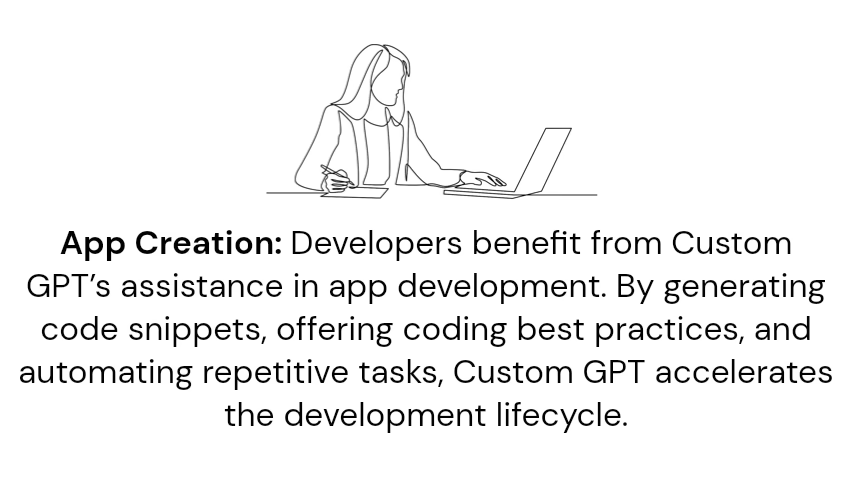 App Creation: Developers benefit from Custom
GPT’s assistance in app development. By generating
code snippets, offering coding best practices, and
automating repetitive tasks, Custom GPT accelerates
the development lifecycle.